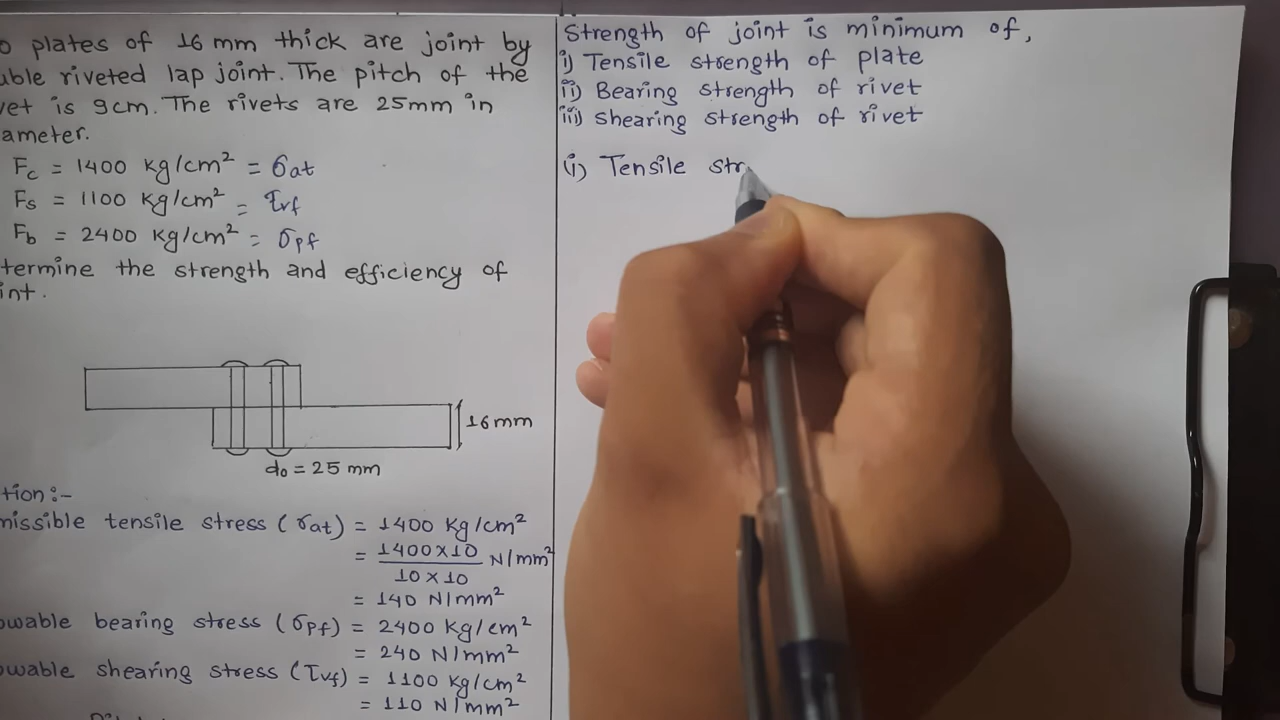 o plates of 16 mm thick are joint by
uble riveted lap joint. The pitch of the
vet is 9cm. The rivets are 25mm in
ameter.
Fc = 1400 kg/cm² = σat
Fs = 1100 kg/cm² = τvf
Fb = 2400 kg/cm² = σpf
termine the strength and efficiency of
int.
16mm
do = 25 mm
tion :-
missible tensile stress (σat) = 1400 kg/cm²
= 1400×10 / 10×10 N/mm²
= 140 N/mm²
owable bearing stress (σpf) = 2400 kg/cm²
= 240 N/mm²
owable shearing stress (τvf) = 1100 kg/cm²
= 110 N/mm²
Strength of joint is minimum of,
i) Tensile strength of plate
ii) Bearing strength of rivet
iii) Shearing strength of rivet
(i) Tensile str